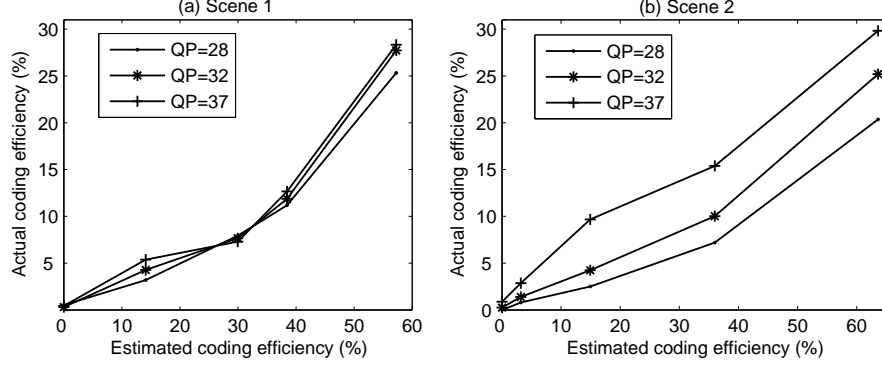 (a) Scene 1
30
25
20
15
10
5
0
0 10 20 30 40 50 60
Actual coding efficiency (%)
Estimated coding efficiency (%)
QP=28
QP=32
QP=37
(b) Scene 2
30
25
20
15
10
5
0
0 10 20 30 40 50 60
Actual coding efficiency (%)
Estimated coding efficiency (%)
QP=28
QP=32
QP=37